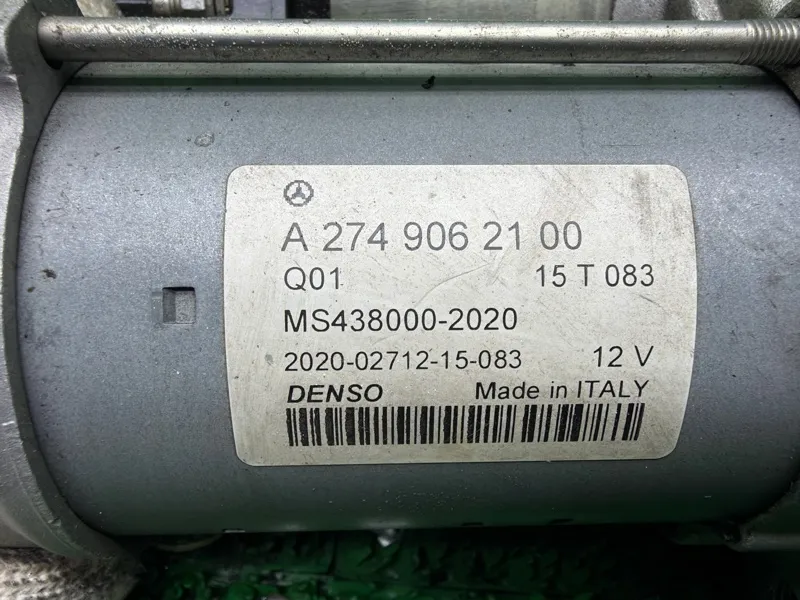 A 274 906 21 00
Q01 15 T 083
MS438000-2020
2020-02712-15-083 12 V
DENSO Made in ITALY